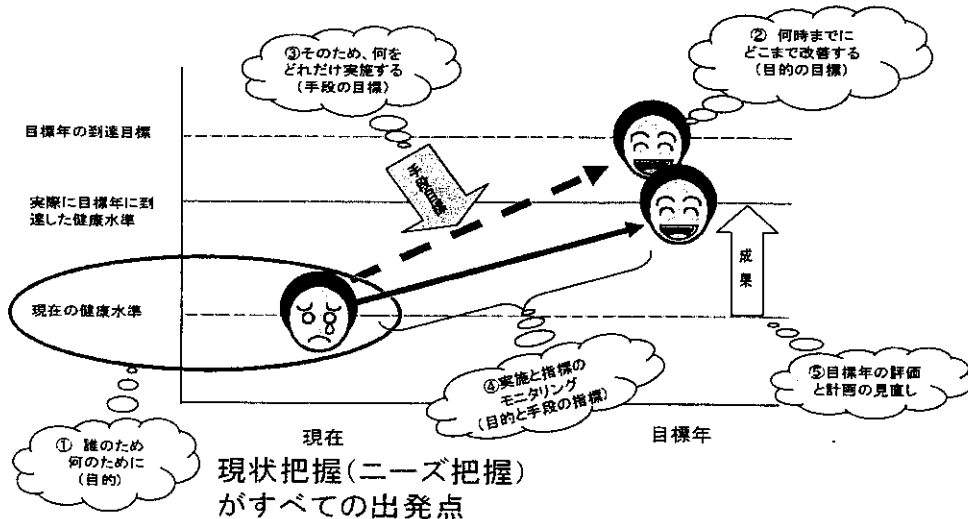 ③そのため、何を
どれだけ実施する
(手段の目標)
② 何時までに
どこまで改善する
(目的の目標)
目標年の到達目標
手段目標
実際に目標年に到
達した健康水準
成果
現在の健康水準
④実施と指標の
モニタリング
(目的と手段の指標)
⑤目標年の評価
と計画の見直し
① 誰のため
何のために
(目的)
現在
目標年
現状把握(ニーズ把握)
がすべての出発点